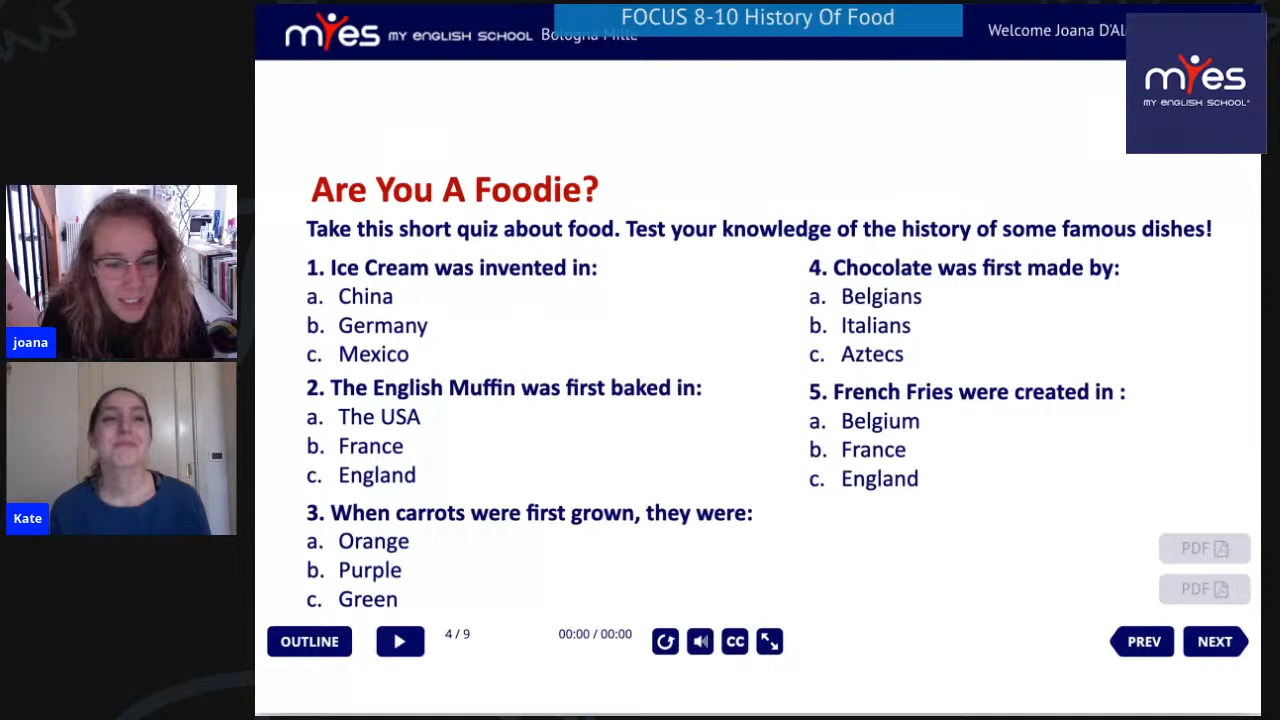 FOCUS 8-10 History Of Food
myes MY ENGLISH SCHOOL Bologna Mille
Welcome Joana D'Al
myes
MY ENGLISH SCHOOL
Are You A Foodie?
Take this short quiz about food. Test your knowledge of the history of some famous dishes!
1. Ice Cream was invented in:
a. China
b. Germany
c. Mexico
2. The English Muffin was first baked in:
a. The USA
b. France
c. England
3. When carrots were first grown, they were:
a. Orange
b. Purple
c. Green
4. Chocolate was first made by:
a. Belgians
b. Italians
c. Aztecs
5. French Fries were created in :
a. Belgium
b. France
c. England
joana
Kate
PDF
PDF
OUTLINE
4 / 9
00:00 / 00:00
CC
PREV
NEXT